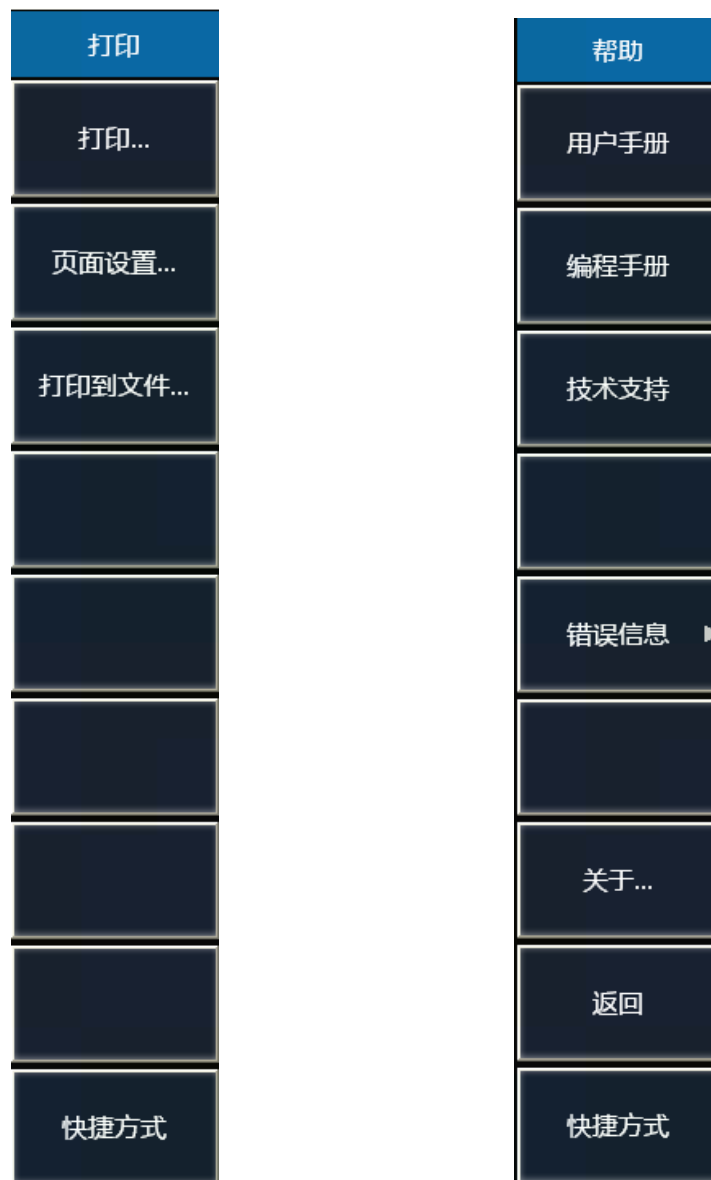 打印
打印...
页面设置...
打印到文件...
快捷方式
帮助
用户手册
编程手册
技术支持
错误信息
关于...
返回
快捷方式